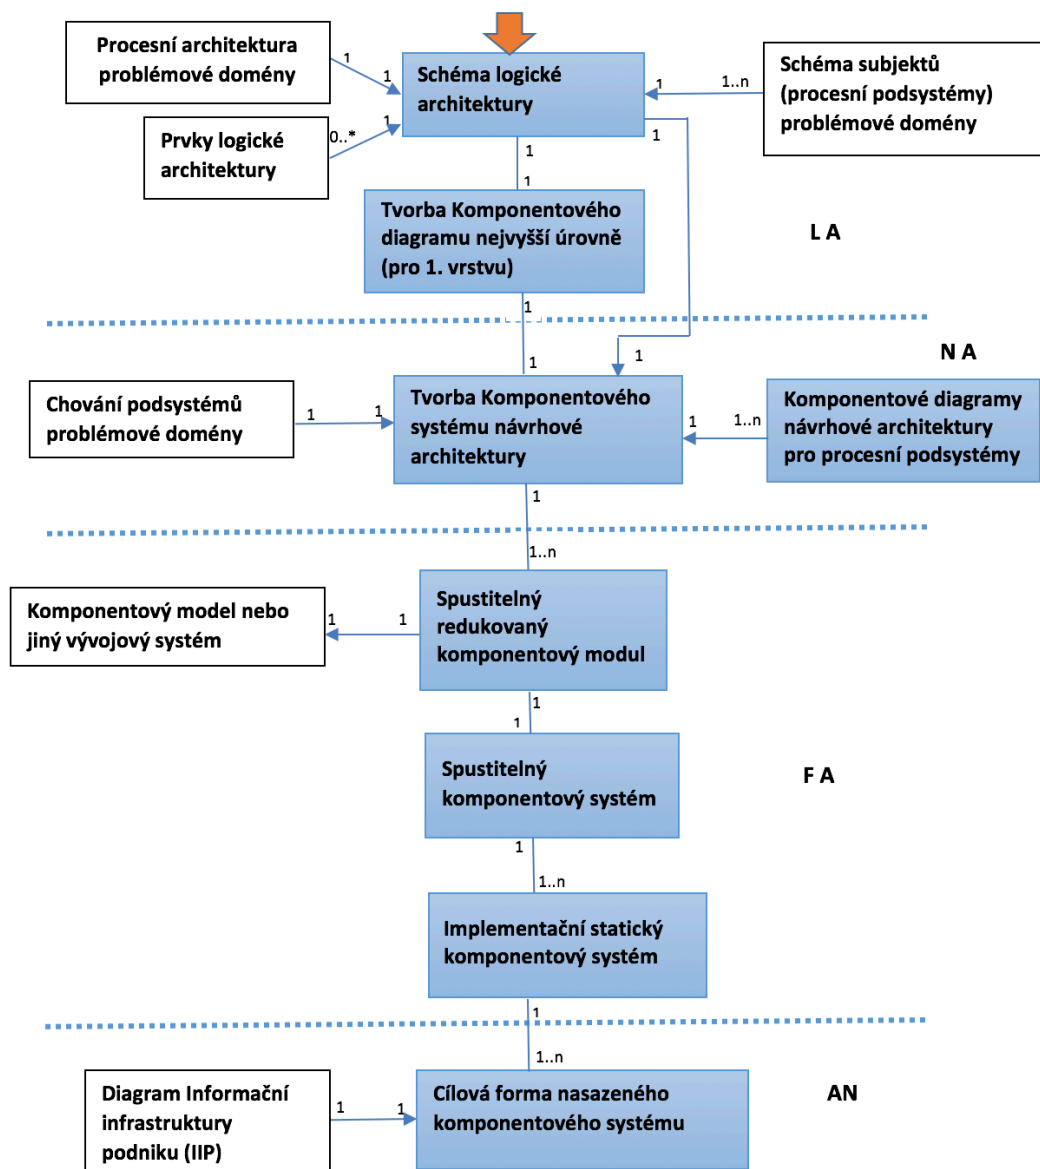 Procesní architektura
problémové domény
1
1
Schéma logické
architektury
1
1..n
Schéma subjektů
(procesní podsystémy)
problémové domény
Prvky logické
architektury
0..*
1
1
1
1
Tvorba Komponentového
diagramu nejvyšší úrovně
(pro 1. vrstvu)
L A
1
N A
1
1
Chování podsystémů
problémové domény
1
1
Tvorba Komponentového
systému návrhové
architektury
1
1..n
Komponentové diagramy
návrhové architektury
pro procesní podsystémy
1
1..n
Komponentový model nebo
jiný vývojový systém
1
1
Spustitelný
redukovaný
komponentový modul
1
1
Spustitelný
komponentový systém
F A
1
1..n
Implementační statický
komponentový systém
1
1..n
Diagram Informační
infrastruktury
podniku (IIP)
1
1
Cílová forma nasazeného
komponentového systému
AN